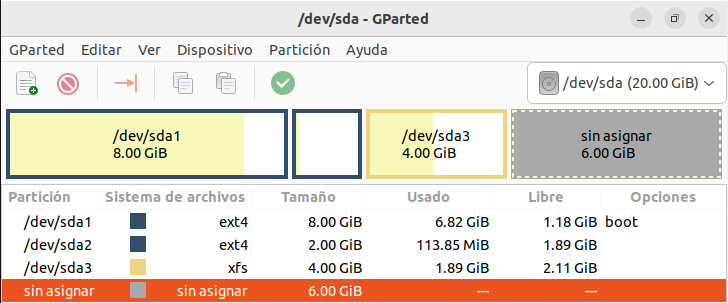 /dev/sda - GParted
GParted Editar Ver Dispositivo Partición Ayuda
/dev/sda (20.00 GiB)
/dev/sda1
8.00 GiB
/dev/sda3
4.00 GiB
sin asignar
6.00 GiB
Partición Sistema de archivos Tamaño Usado Libre Opciones
/dev/sda1 ext4 8.00 GiB 6.82 GiB 1.18 GiB boot
/dev/sda2 ext4 2.00 GiB 113.85 MiB 1.89 GiB
/dev/sda3 xfs 4.00 GiB 1.89 GiB 2.11 GiB
sin asignar sin asignar 6.00 GiB --- ---